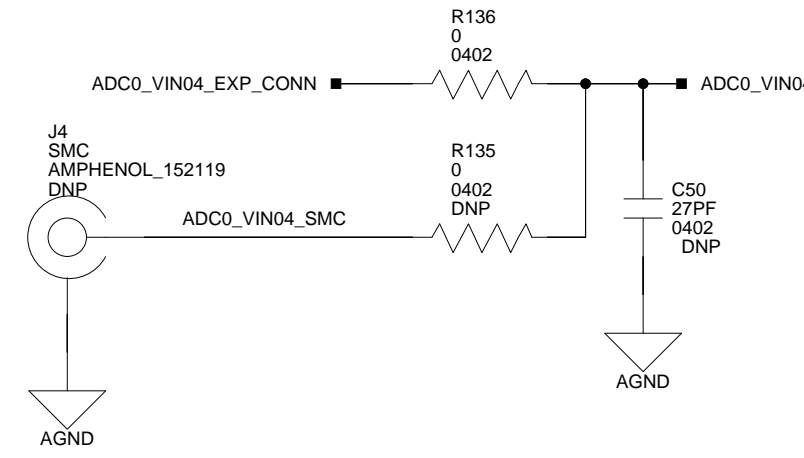 R136
0
0402
ADC0_VIN04_EXP_CONN
ADC0_VIN04
J4
SMC
AMPHENOL_152119
DNP
ADC0_VIN04_SMC
R135
0
0402
DNP
C50
27PF
0402
DNP
AGND
AGND